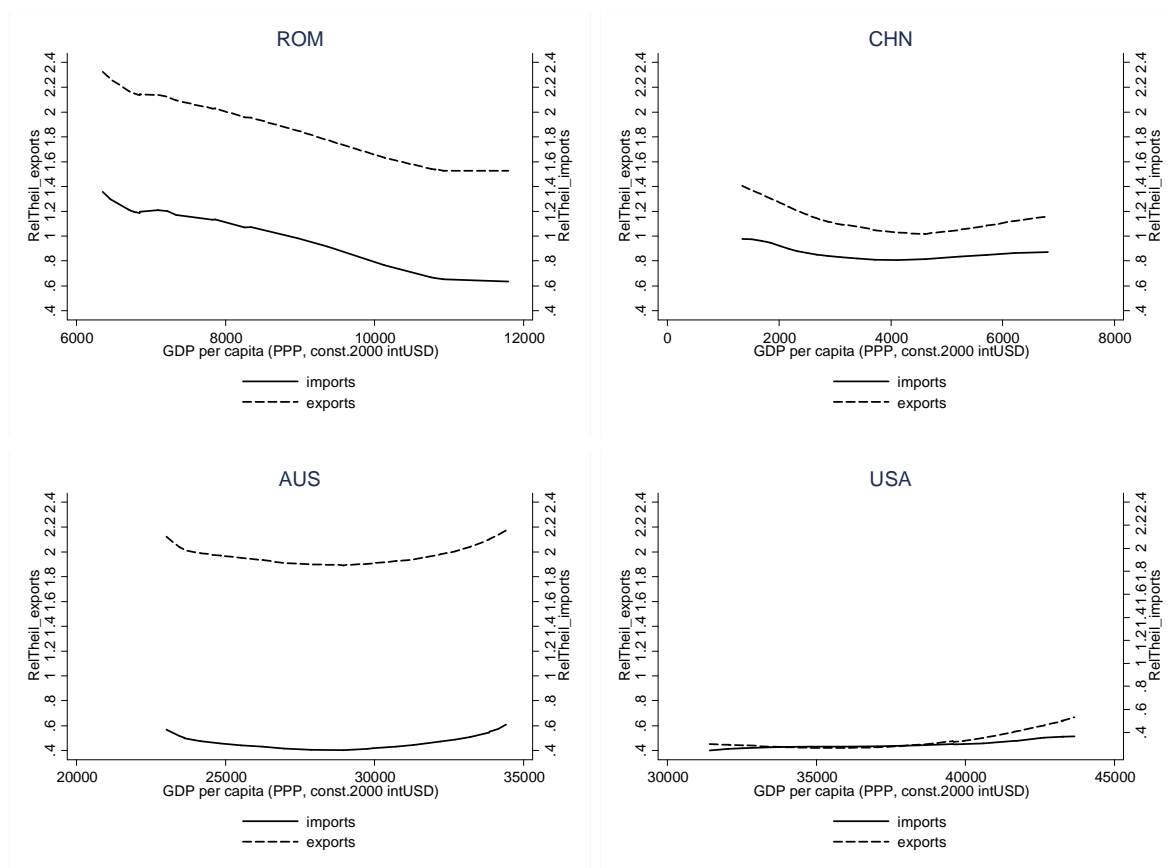 ROM
RelTheil_exports
.4 .6 .8 1 1.2 1.4 1.6 1.8 2 2.2 2.4
RelTheil_imports
.4 .6 .8 1 1.2 1.4 1.6 1.8 2 2.2 2.4
6000 8000 10000 12000
GDP per capita (PPP, const.2000 intUSD)
imports
exports
CHN
RelTheil_exports
.4 .6 .8 1 1.2 1.4 1.6 1.8 2 2.2 2.4
RelTheil_imports
.4 .6 .8 1 1.2 1.4 1.6 1.8 2 2.2 2.4
0 2000 4000 6000 8000
GDP per capita (PPP, const.2000 intUSD)
imports
exports
AUS
RelTheil_exports
.4 .6 .8 1 1.2 1.4 1.6 1.8 2 2.2 2.4
RelTheil_imports
.4 .6 .8 1 1.2 1.4 1.6 1.8 2 2.2 2.4
20000 25000 30000 35000
GDP per capita (PPP, const.2000 intUSD)
imports
exports
USA
RelTheil_exports
.4 .6 .8 1 1.2 1.4 1.6 1.8 2 2.2 2.4
RelTheil_imports
.4 .6 .8 1 1.2 1.4 1.6 1.8 2 2.2 2.4
30000 35000 40000 45000
GDP per capita (PPP, const.2000 intUSD)
imports
exports